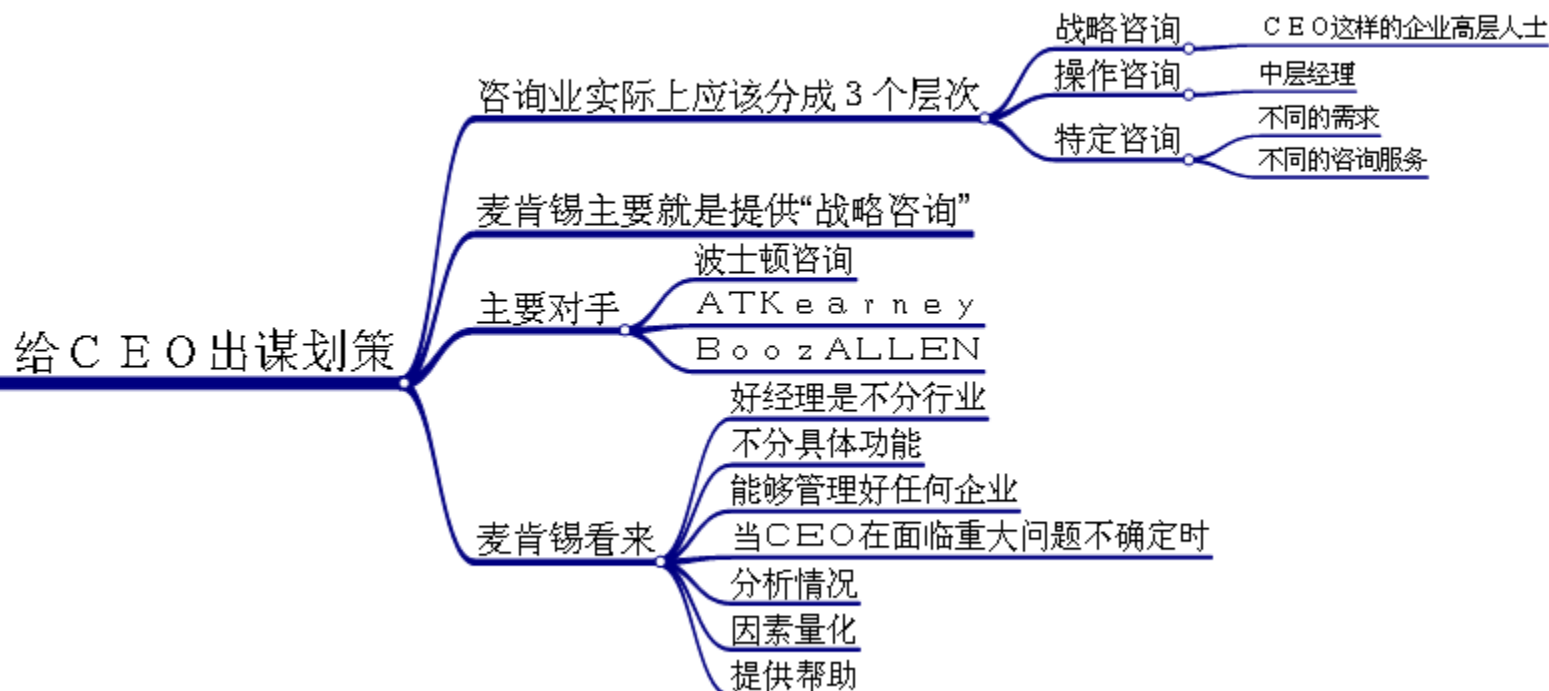 给CEO出谋划策
咨询业实际上应该分成3个层次
战略咨询
CEO这样的企业高层人士
操作咨询
中层经理
特定咨询
不同的需求
不同的咨询服务
麦肯锡主要就是提供“战略咨询”
主要对手
波士顿咨询
ATKearney
BoozALLEN
麦肯锡看来
好经理是不分行业
不分具体功能
能够管理好任何企业
当CEO在面临重大问题不确定时
分析情况
因素量化
提供帮助